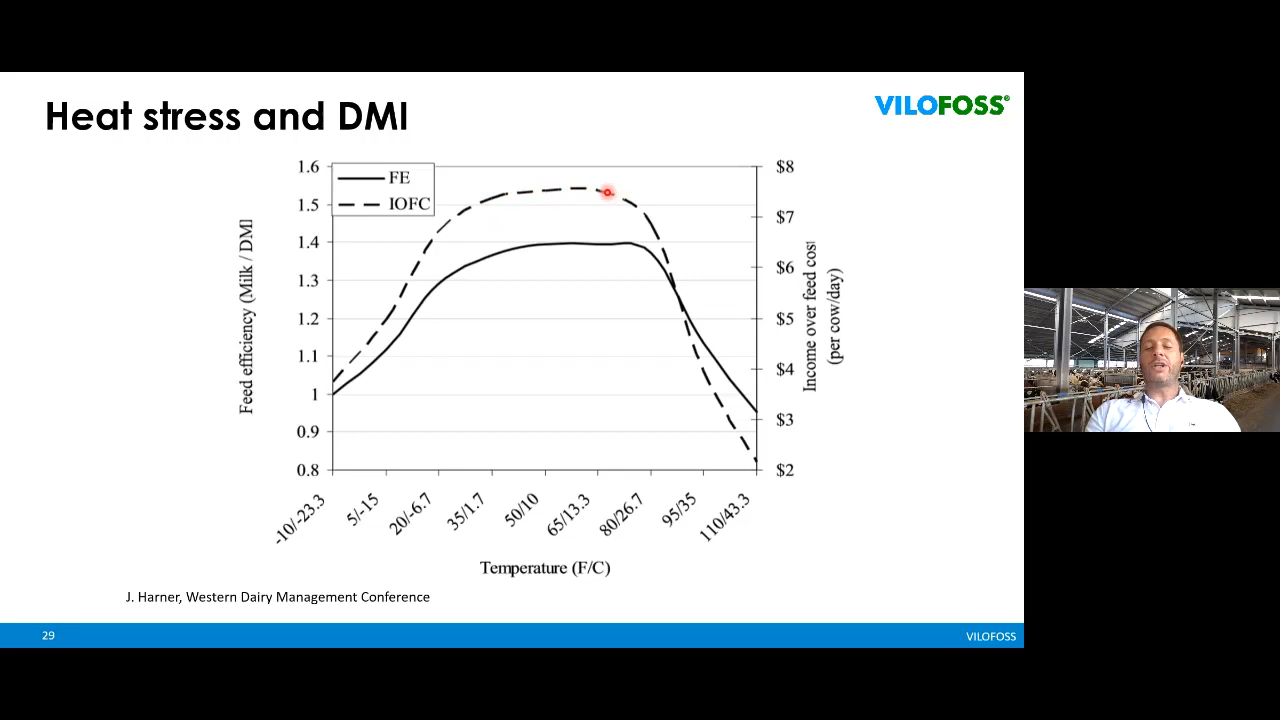 Heat stress and DMI
VILOFOSS®
FE
IOFC
1.6
1.5
1.4
1.3
1.2
1.1
1
0.9
0.8
Feed efficiency (Milk / DMI
$8
$7
$6
$5
$4
$3
$2
Income over feed cost
(per cow/day)
-10/-23.3
5/-15
20/-6.7
35/1.7
50/10
65/13.3
80/26.7
95/35
110/43.3
Temperature (F/C)
J. Harner, Western Dairy Management Conference
29
VILOFOSS